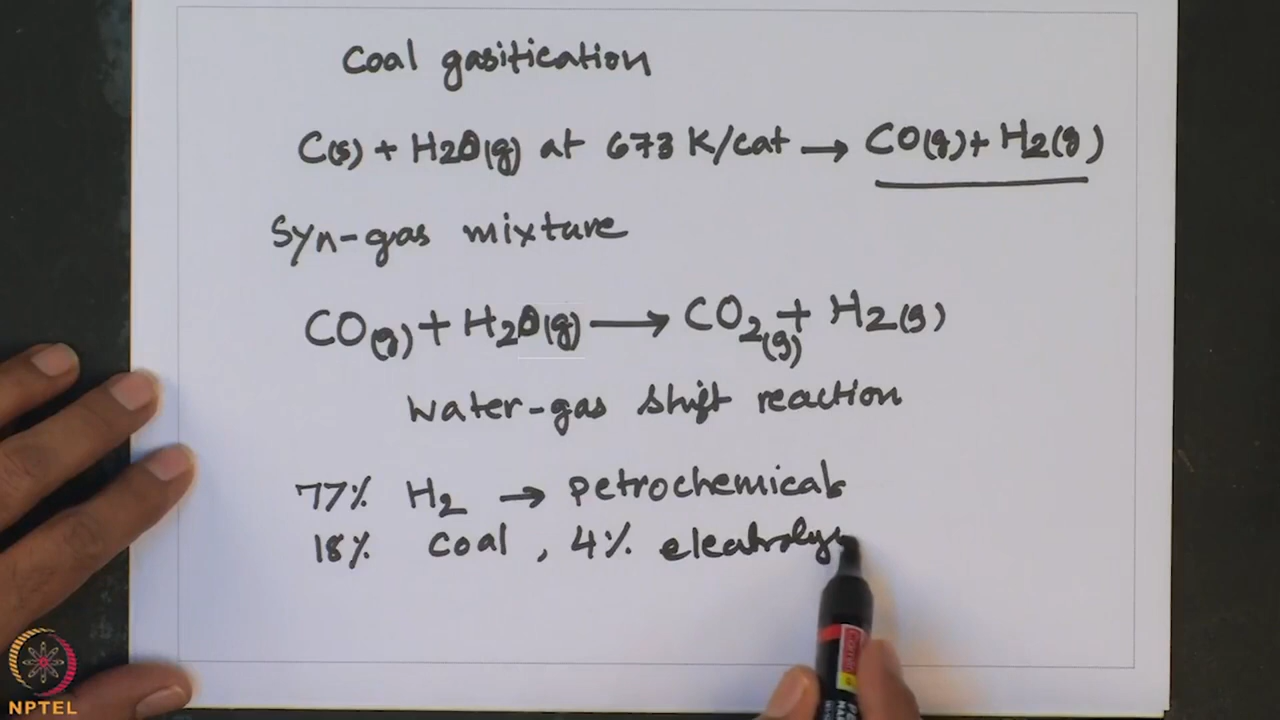 Coal gasification
C(s) + H2O(g) at 673 K/cat → CO(g) + H2(g)
Syn-gas mixture
CO(g) + H2O(g) → CO2(g) + H2(g)
Water-gas shift reaction
77% H2 → petrochemicals
18% coal, 4% electrolys
NPTEL